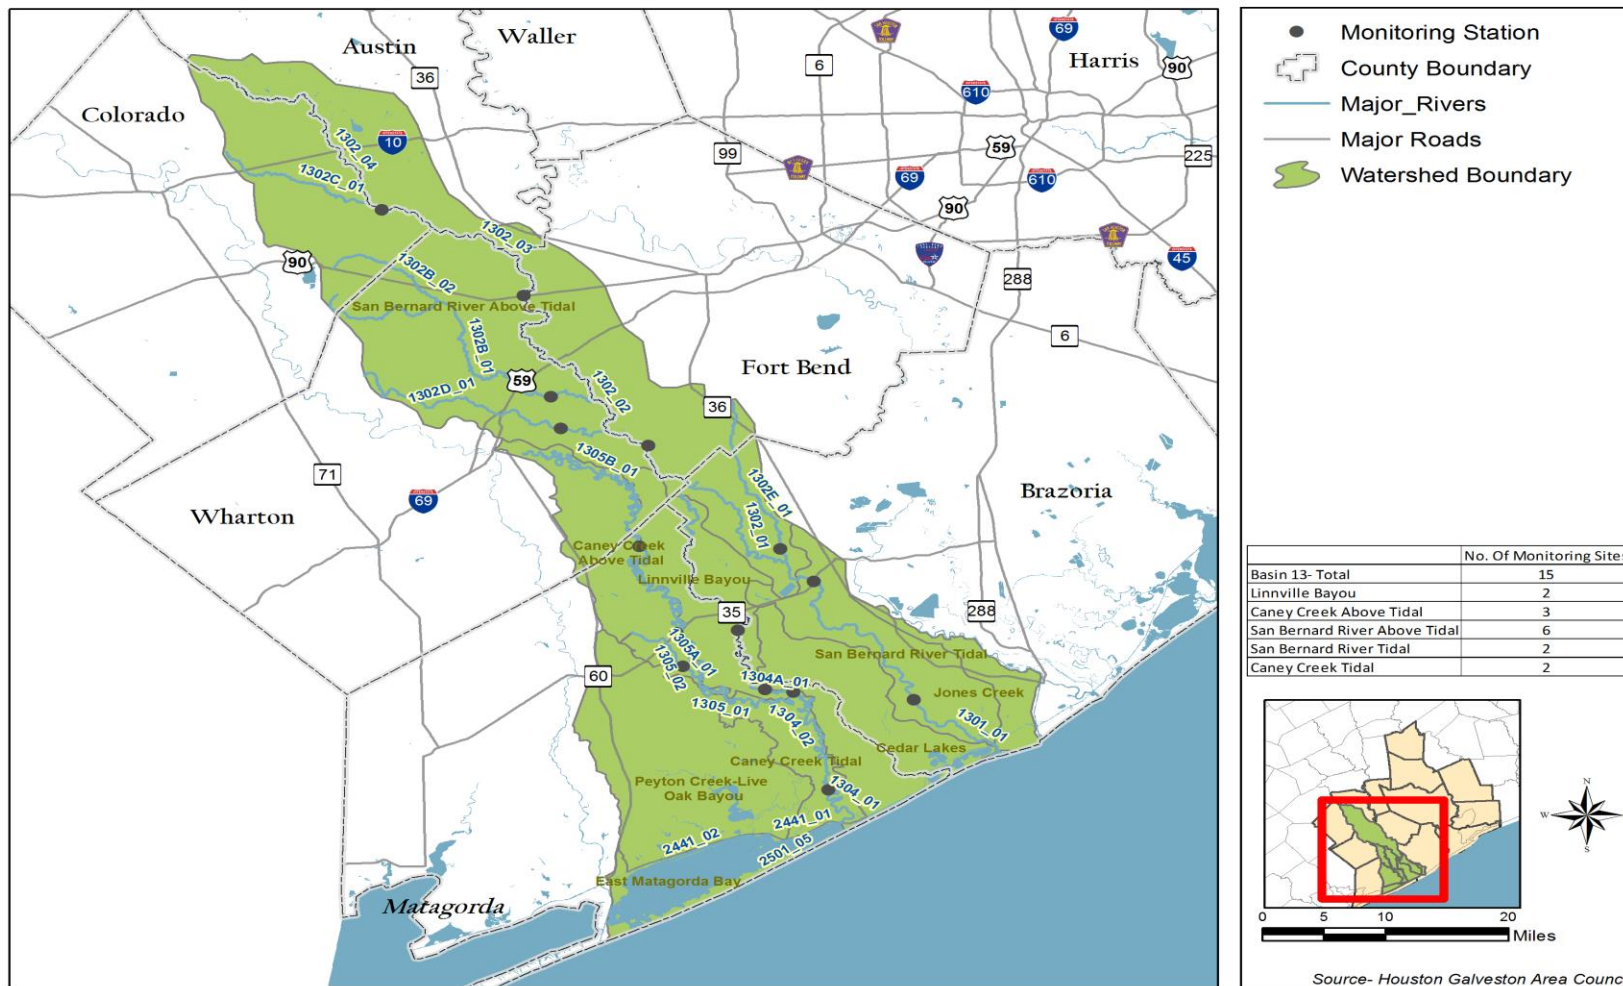 Austin
Waller
Harris
Colorado
36
6
69
610
90
10
99
59
225
1302_04
1302C_01
69
610
90
1302_03
90
288
45
1302B_02
San Bernard River Above Tidal
6
1302B_01
59
1302_02
Fort Bend
1302D_01
36
1305B_01
71
69
1302E_01
Brazoria
Wharton
1302_01
Caney Creek
Above Tidal
Linnville Bayou
35
288
1305A_01
San Bernard River Tidal
60
1305_02
1304A_01
Jones Creek
1305_01
1304_02
1301_01
Cedar Lakes
Caney Creek Tidal
Peyton Creek-Live
Oak Bayou
1304_01
2441_01
2441_02
2501_05
East Matagorda Bay
Matagorda
Monitoring Station
County Boundary
Major_Rivers
Major Roads
Watershed Boundary
No. Of Monitoring Site
Basin 13- Total 15
Linnville Bayou 2
Caney Creek Above Tidal 3
San Bernard River Above Tidal 6
San Bernard River Tidal 2
Caney Creek Tidal 2
N
W E
S
0 5 10 20
Miles
Source- Houston Galveston Area Counc